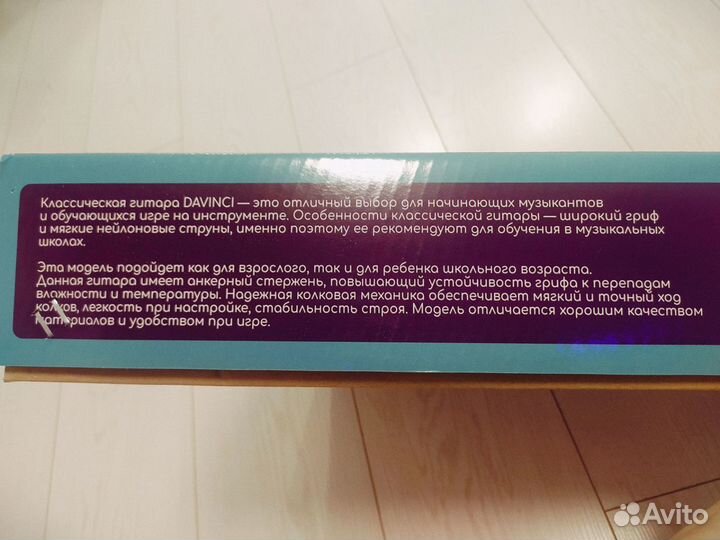 Классическая гитара DAVINCI — это отличный выбор для начинающих музыкантов
и обучающихся игре на инструменте. Особенности классической гитары — широкий гриф
и мягкие нейлоновые струны, именно поэтому ее рекомендуют для обучения в музыкальных
школах.
Эта модель подойдет как для взрослого, так и для ребенка школьного возраста.
Данная гитара имеет анкерный стержень, повышающий устойчивость грифа к перепадам
влажности и температуры. Надежная колковая механика обеспечивает мягкий и точный ход
колков, легкость при настройке, стабильность строя. Модель отличается хорошим качеством
материалов и удобством при игре.
Avito